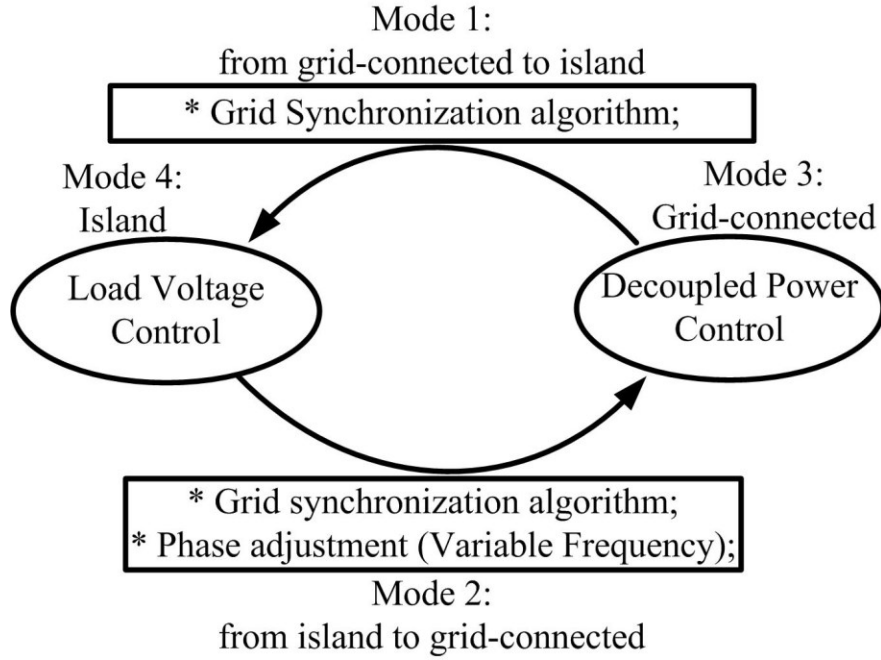 Mode 1:
from grid-connected to island
* Grid Synchronization algorithm;
Mode 4:
Island
Mode 3:
Grid-connected
Load Voltage
Control
Decoupled Power
Control
* Grid synchronization algorithm;
* Phase adjustment (Variable Frequency);
Mode 2:
from island to grid-connected